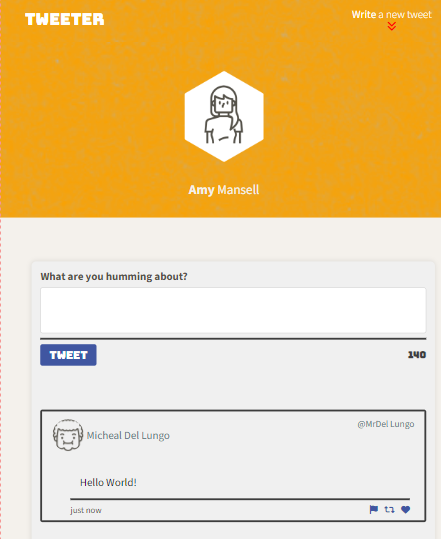 TWEETER
Write a new tweet
Amy Mansell
What are you humming about?
TWEET
140
Micheal Del Lungo
@MrDel Lungo
Hello World!
just now